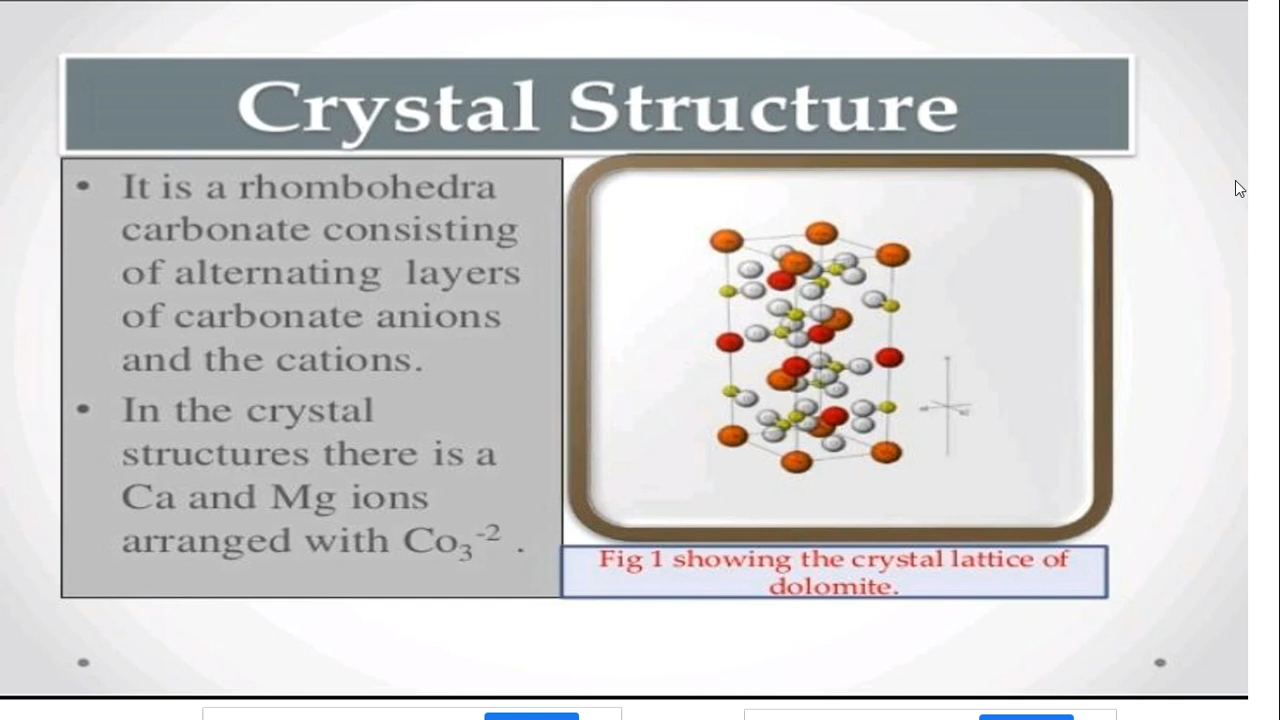 Crystal Structure
• It is a rhombohedra
carbonate consisting
of alternating layers
of carbonate anions
and the cations.
• In the crystal
structures there is a
Ca and Mg ions
arranged with Co₃⁻² .
Fig 1 showing the crystal lattice of
dolomite.